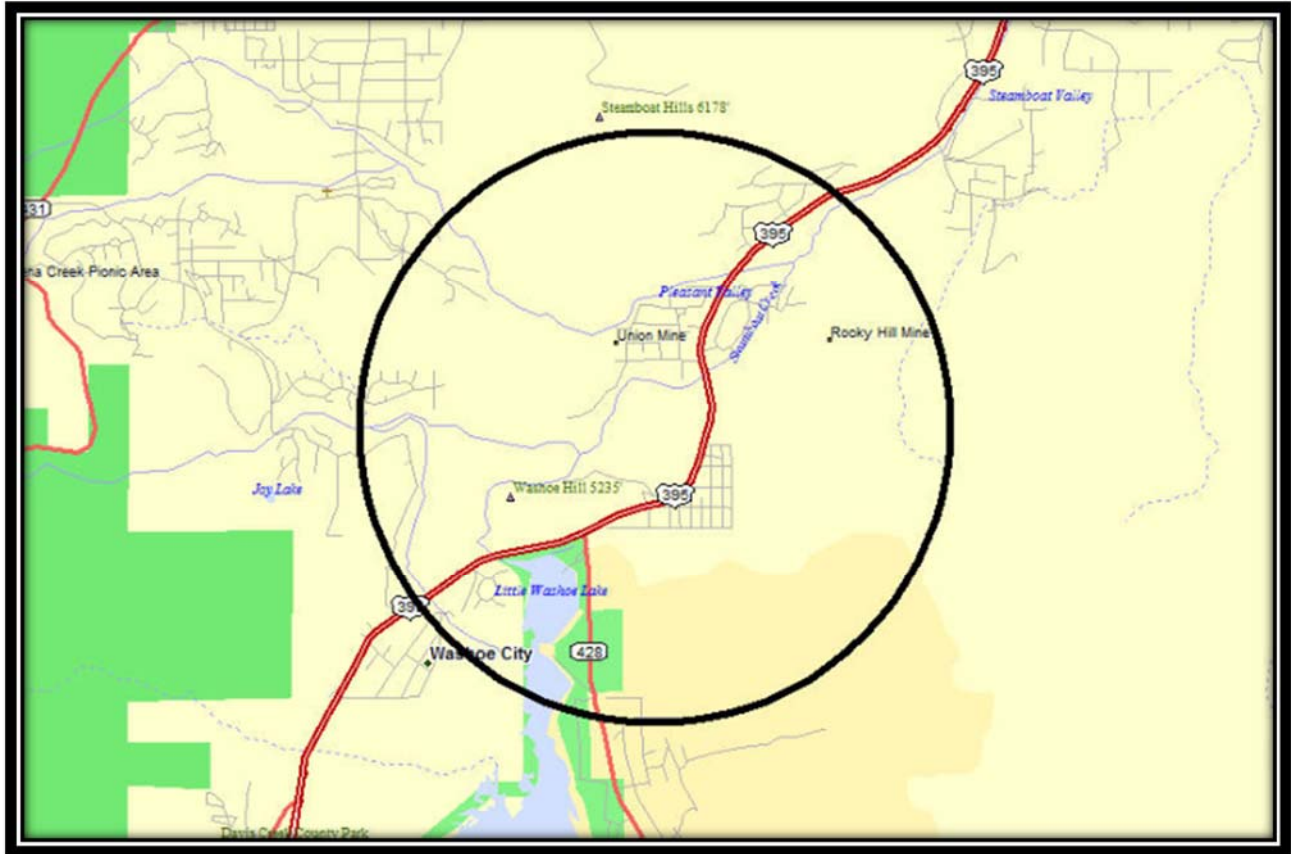 395
Steamboat Valley
Steamboat Hills 6178'
431
395
ena Creek Picnic Area
Pleasant Valley
Steamboat Creek
Union Mine
Rocky Hill Mine
Joy Lake
Washoe Hill 5235'
395
Little Washoe Lake
395
Washoe City
428
Davis Creek County Park